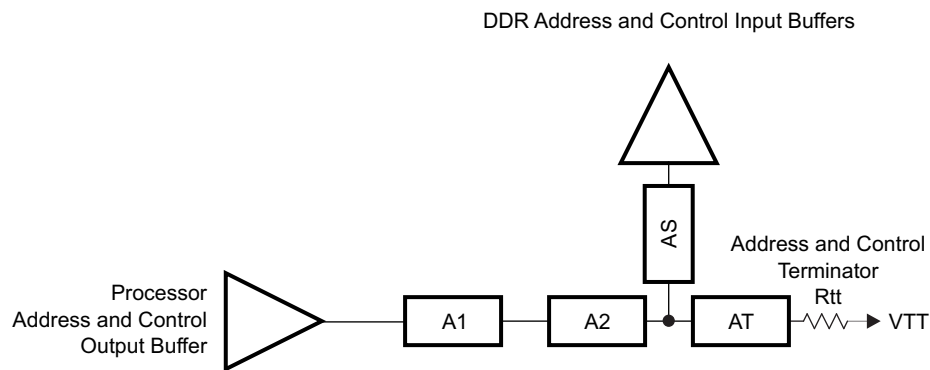 DDR Address and Control Input Buffers
AS
Address and Control
Terminator
Rtt
Processor
Address and Control
Output Buffer
A1
A2
AT
VTT